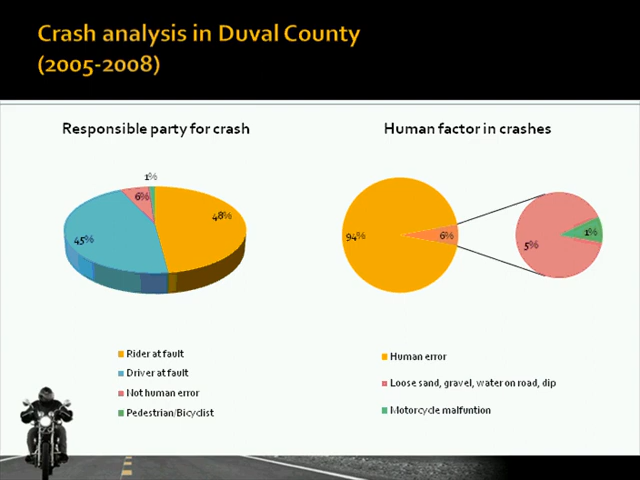 Crash analysis in Duval County
(2005-2008)
Responsible party for crash
1%
6%
48%
45%
Rider at fault
Driver at fault
Not human error
Pedestrian/Bicyclist
Human factor in crashes
94%
6%
5%
1%
Human error
Loose sand, gravel, water on road, dip
Motorcycle malfuntion